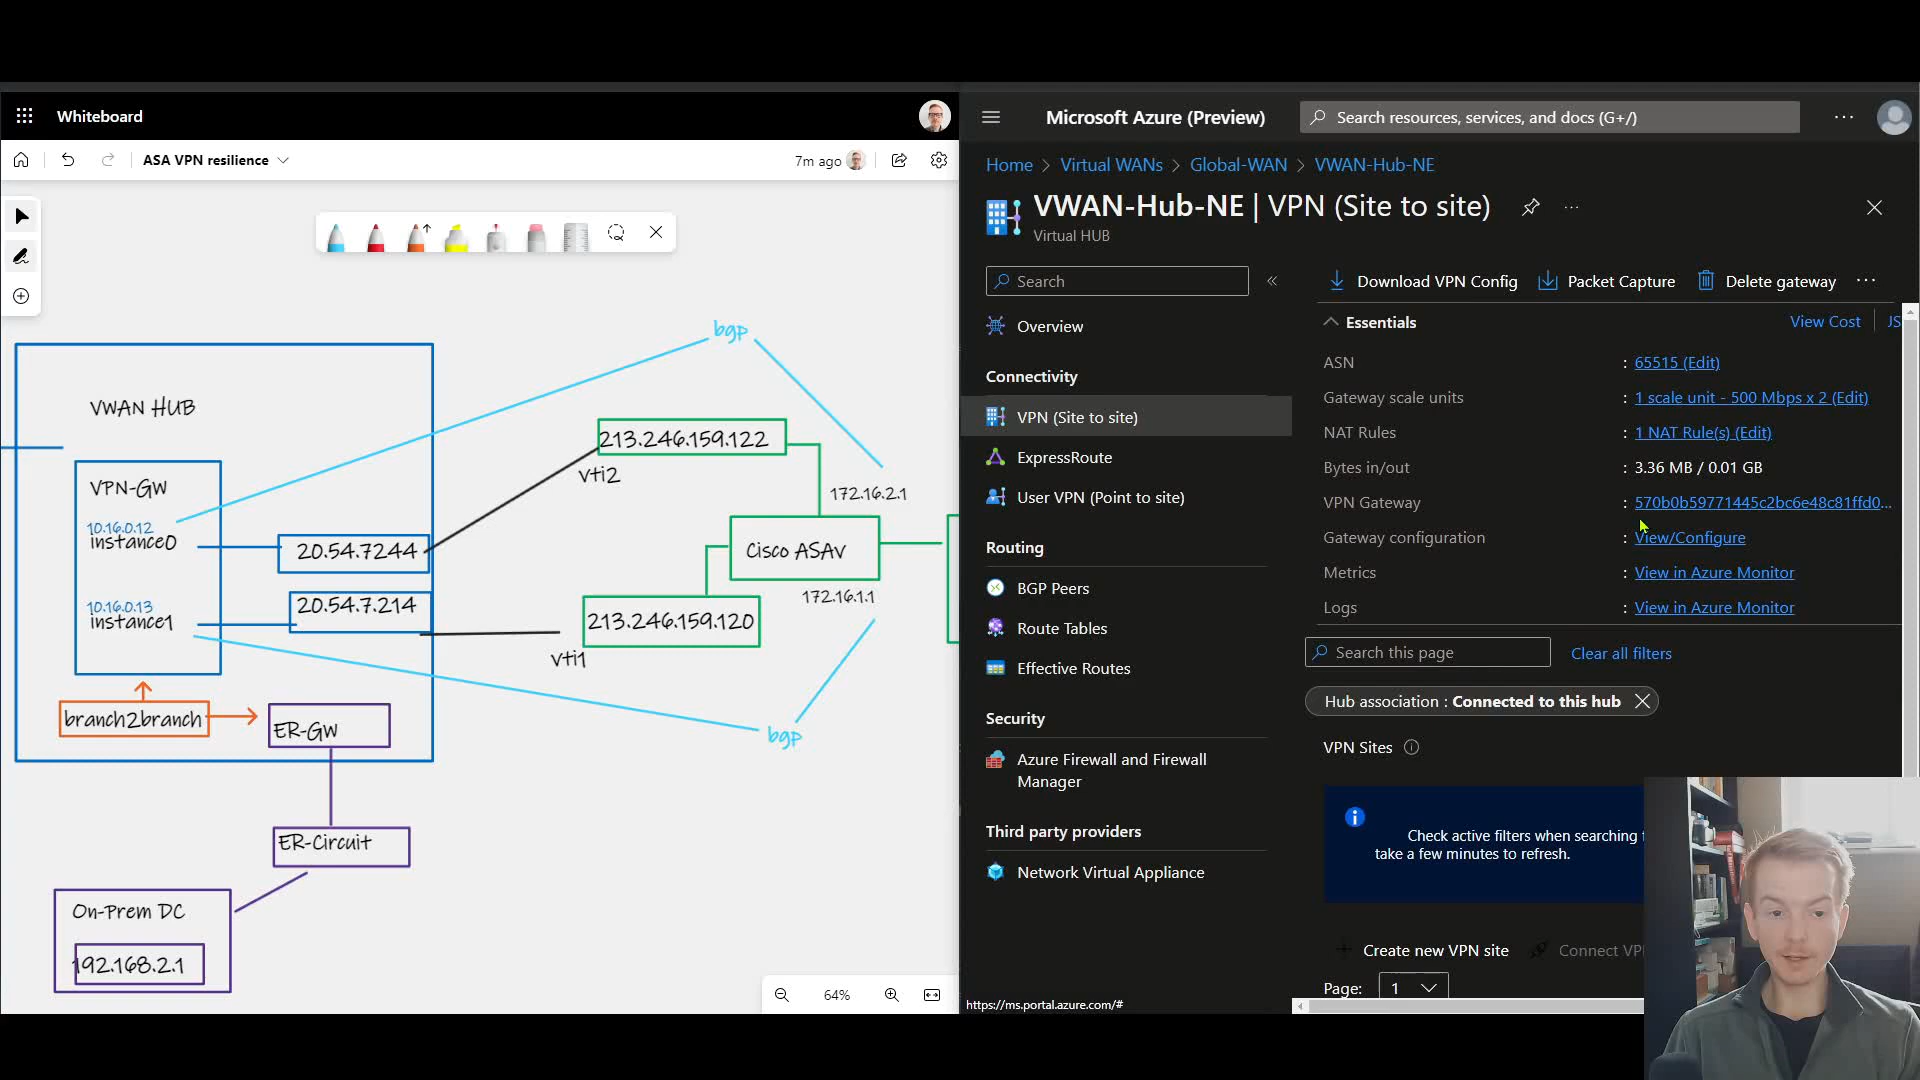 Whiteboard
ASA VPN resilience
7m ago
bgp
VWAN HUB
213.246.159.122
vti2
VPN-GW
172.16.2.1
10.16.0.12
instance0
20.54.7244
Cisco ASAv
10.16.0.13
instance1
20.54.7.214
172.16.1.1
213.246.159.120
vti1
branch2branch
ER-GW
bgp
ER-Circuit
On-Prem DC
192.168.2.1
64%
Microsoft Azure (Preview)
Search resources, services, and docs (G+/)
Home > Virtual WANs > Global-WAN > VWAN-Hub-NE
VWAN-Hub-NE | VPN (Site to site)
Virtual HUB
Search
Overview
Connectivity
VPN (Site to site)
ExpressRoute
User VPN (Point to site)
Routing
BGP Peers
Route Tables
Effective Routes
Security
Azure Firewall and Firewall
Manager
Third party providers
Network Virtual Appliance
https://ms.portal.azure.com/#
Download VPN Config
Packet Capture
Delete gateway
Essentials
View Cost
JS
ASN : 65515 (Edit)
Gateway scale units : 1 scale unit - 500 Mbps x 2 (Edit)
NAT Rules : 1 NAT Rule(s) (Edit)
Bytes in/out : 3.36 MB / 0.01 GB
VPN Gateway : 570b0b59771445c2bc6e48c81ffd0...
Gateway configuration : View/Configure
Metrics : View in Azure Monitor
Logs : View in Azure Monitor
Search this page
Clear all filters
Hub association : Connected to this hub
VPN Sites
Check active filters when searching
take a few minutes to refresh.
Create new VPN site
Connect VP
Page: 1